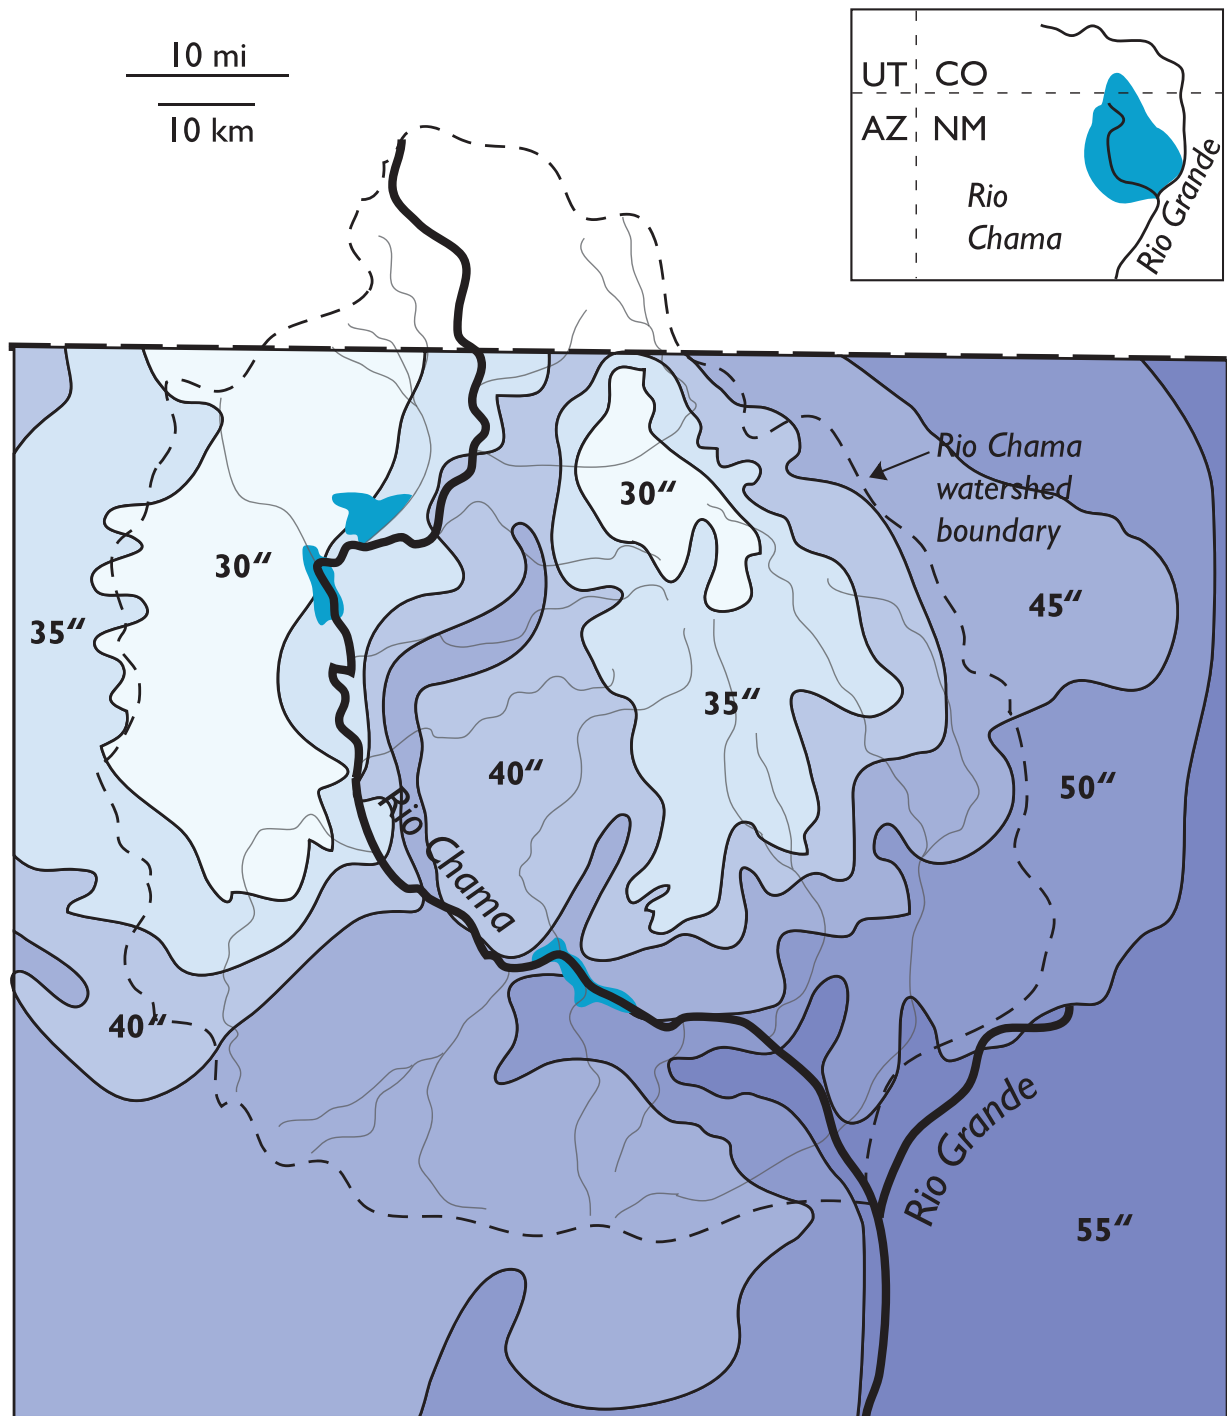 10 mi
10 km
UT
CO
AZ
NM
Rio
Chama
Rio Grande
Rio Chama
watershed
boundary
30“
30“
45“
35“
35“
40“
50“
Rio Chama
40“
Rio Grande
55“